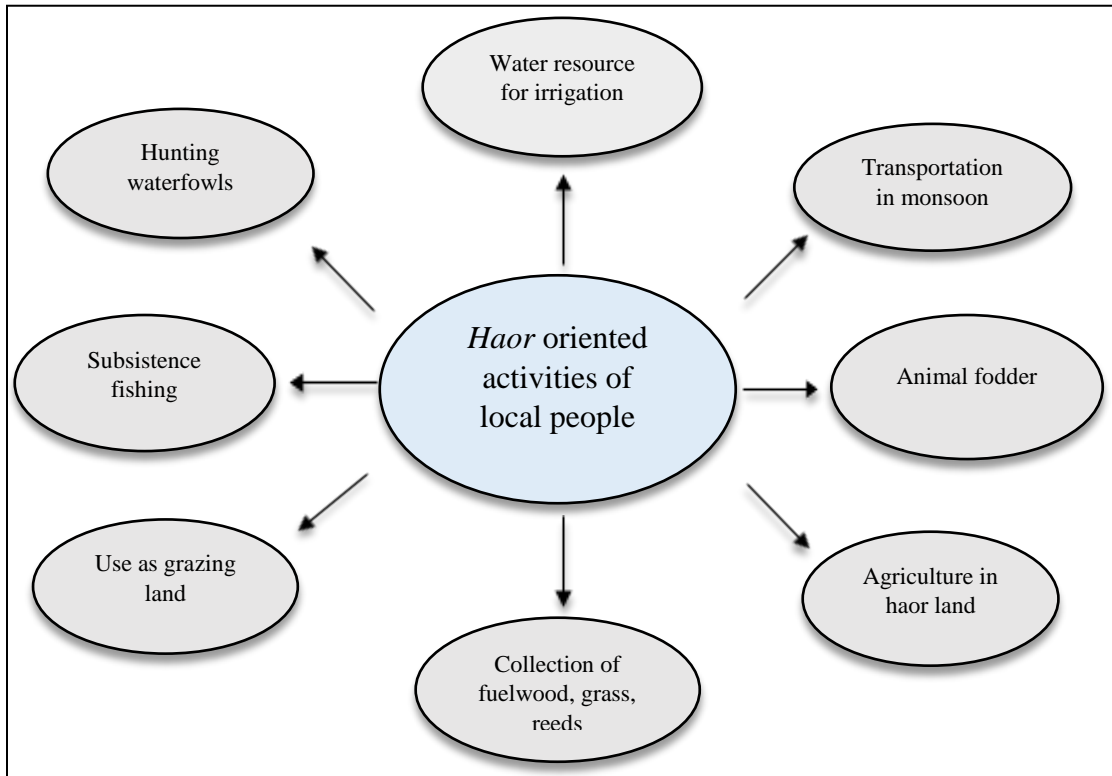 Water resource
for irrigation
Hunting
waterfowls
Transportation
in monsoon
Haor oriented
activities of
local people
Subsistence
fishing
Animal fodder
Use as grazing
land
Agriculture in
haor land
Collection of
fuelwood, grass,
reeds